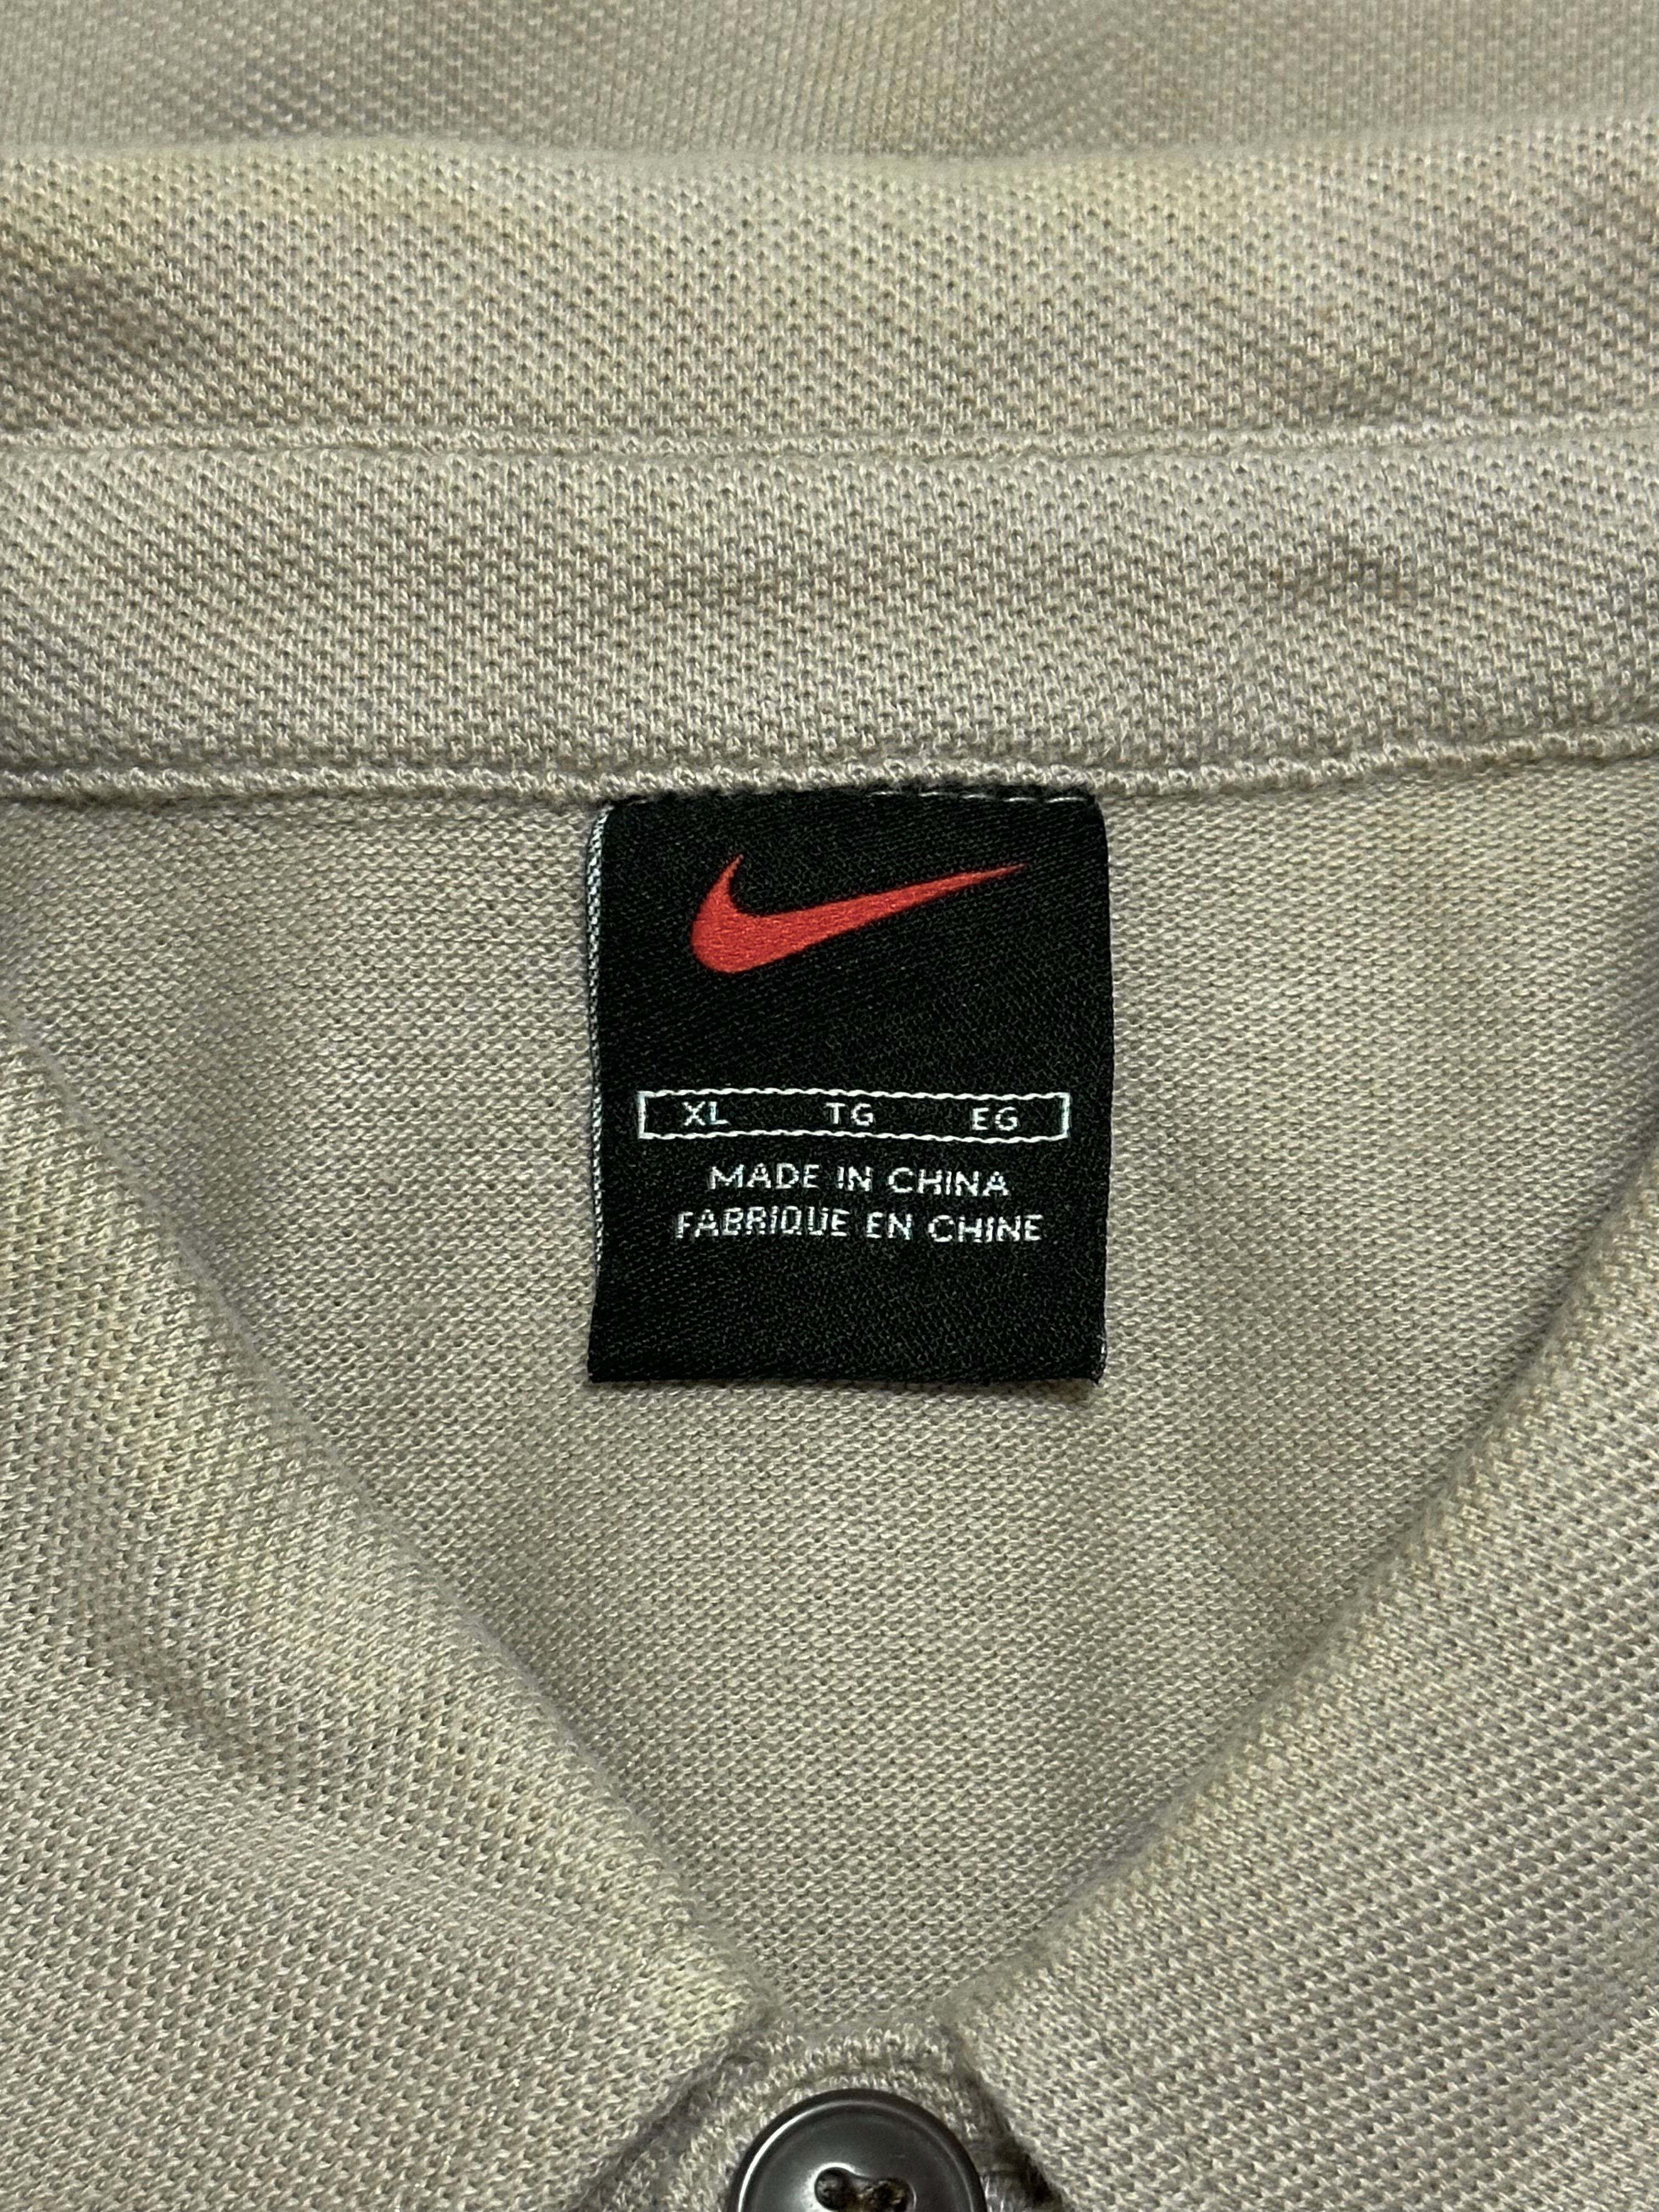 XL TG EG
MADE IN CHINA
FABRIQUE EN CHINE